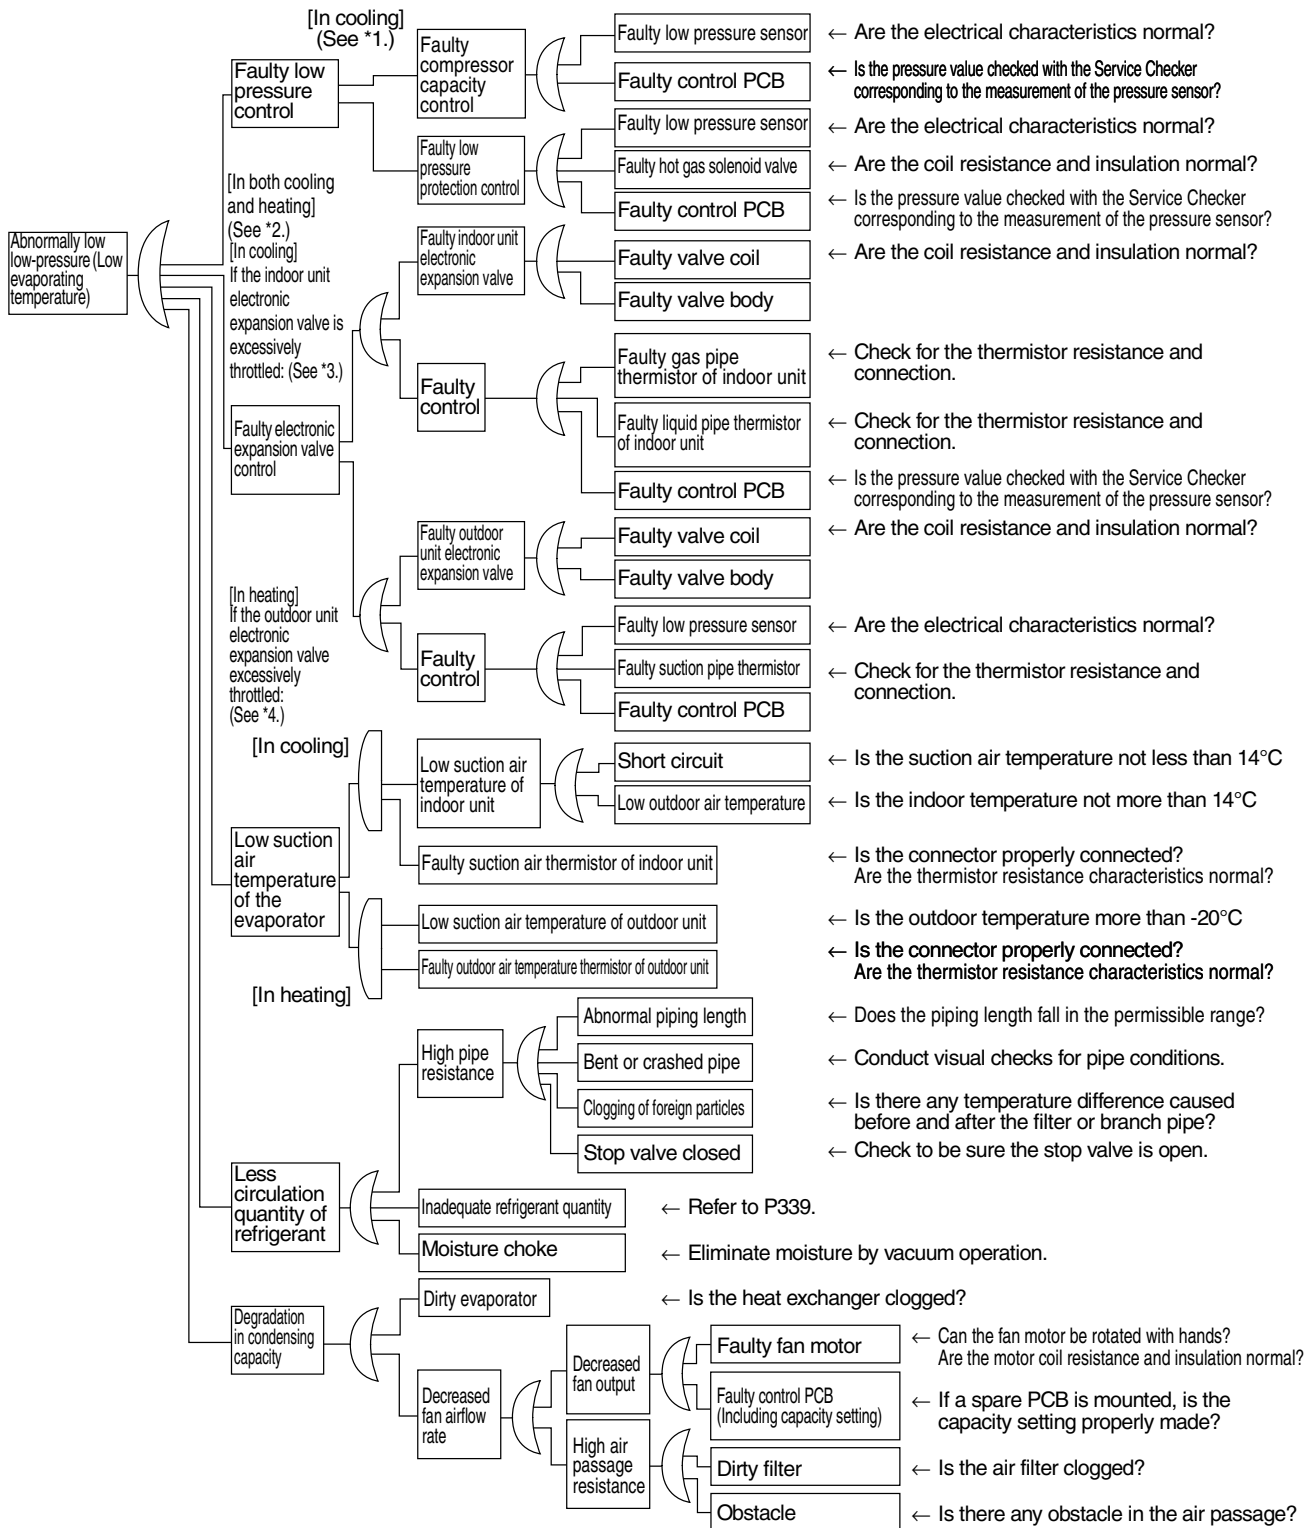 [In cooling]
(See *1.)
Faulty low
pressure
control
Faulty
compressor
capacity
control
Faulty low pressure sensor
← Are the electrical characteristics normal?
Faulty control PCB
← Is the pressure value checked with the Service Checker
corresponding to the measurement of the pressure sensor?
Faulty low
pressure
protection control
Faulty low pressure sensor
← Are the electrical characteristics normal?
Faulty hot gas solenoid valve
← Are the coil resistance and insulation normal?
Faulty control PCB
← Is the pressure value checked with the Service Checker
corresponding to the measurement of the pressure sensor?
[In both cooling
and heating]
(See *2.)
Abnormally low
low-pressure (Low
evaporating
temperature)
[In cooling]
If the indoor unit
electronic
expansion valve is
excessively
throttled: (See *3.)
Faulty indoor unit
electronic
expansion valve
Faulty valve coil
← Are the coil resistance and insulation normal?
Faulty valve body
Faulty
control
Faulty gas pipe
thermistor of indoor unit
← Check for the thermistor resistance and
connection.
Faulty liquid pipe thermistor
of indoor unit
← Check for the thermistor resistance and
connection.
Faulty control PCB
← Is the pressure value checked with the Service Checker
corresponding to the measurement of the pressure sensor?
Faulty electronic
expansion valve
control
Faulty outdoor
unit electronic
expansion valve
Faulty valve coil
← Are the coil resistance and insulation normal?
Faulty valve body
[In heating]
If the outdoor unit
electronic
expansion valve
excessively
throttled:
(See *4.)
Faulty
control
Faulty low pressure sensor
← Are the electrical characteristics normal?
Faulty suction pipe thermistor
← Check for the thermistor resistance and
connection.
Faulty control PCB
[In cooling]
Low suction air
temperature of
indoor unit
Short circuit
← Is the suction air temperature not less than 14°C
Low outdoor air temperature
← Is the indoor temperature not more than 14°C
Low suction
air
temperature
of the
evaporator
Faulty suction air thermistor of indoor unit
← Is the connector properly connected?
Are the thermistor resistance characteristics normal?
Low suction air temperature of outdoor unit
← Is the outdoor temperature more than -20°C
Faulty outdoor air temperature thermistor of outdoor unit
← Is the connector properly connected?
Are the thermistor resistance characteristics normal?
[In heating]
High pipe
resistance
Abnormal piping length
← Does the piping length fall in the permissible range?
Bent or crashed pipe
← Conduct visual checks for pipe conditions.
Clogging of foreign particles
← Is there any temperature difference caused
before and after the filter or branch pipe?
Stop valve closed
← Check to be sure the stop valve is open.
Less
circulation
quantity of
refrigerant
Inadequate refrigerant quantity
← Refer to P339.
Moisture choke
← Eliminate moisture by vacuum operation.
Degradation
in condensing
capacity
Dirty evaporator
← Is the heat exchanger clogged?
Decreased
fan airflow
rate
Decreased
fan output
Faulty fan motor
← Can the fan motor be rotated with hands?
Are the motor coil resistance and insulation normal?
Faulty control PCB
(Including capacity setting)
← If a spare PCB is mounted, is the
capacity setting properly made?
High air
passage
resistance
Dirty filter
← Is the air filter clogged?
Obstacle
← Is there any obstacle in the air passage?